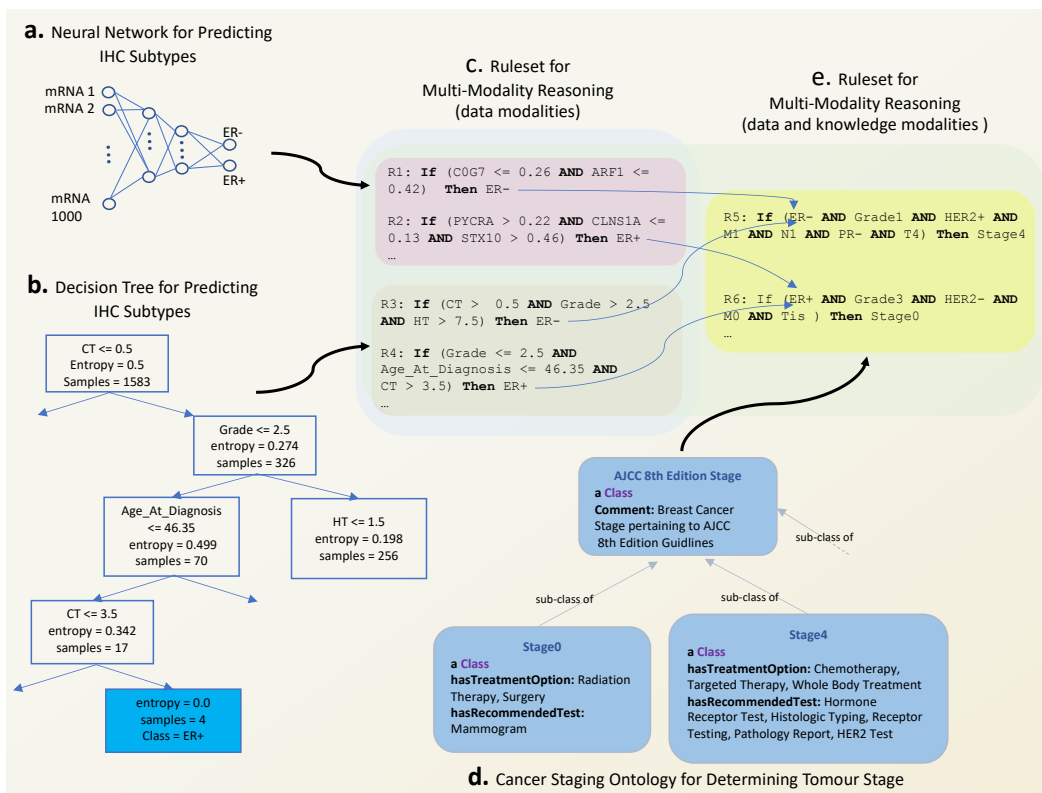 a. Neural Network for Predicting
IHC Subtypes
mRNA 1
mRNA 2
mRNA
1000
ER-
ER+
b. Decision Tree for Predicting
IHC Subtypes
CT <= 0.5
Entropy = 0.5
Samples = 1583
Grade <= 2.5
entropy = 0.274
samples = 326
Age_At_Diagnosis
<= 46.35
entropy = 0.499
samples = 70
HT <= 1.5
entropy = 0.198
samples = 256
CT <= 3.5
entropy = 0.342
samples = 17
entropy = 0.0
samples = 4
Class = ER+
c. Ruleset for
Multi-Modality Reasoning
(data modalities)
R1: If (COG7 <= 0.26 AND ARF1 <=
0.42) Then ER-
R2: If (PYCRA > 0.22 AND CLNS1A <=
0.13 AND STX10 > 0.46) Then ER+
…
R3: If (CT > 0.5 AND Grade > 2.5
AND HT > 7.5) Then ER-
R4: If (Grade <= 2.5 AND
Age_At_Diagnosis <= 46.35 AND
CT > 3.5) Then ER+
…
e. Ruleset for
Multi-Modality Reasoning
(data and knowledge modalities )
R5: If (ER- AND Grade1 AND HER2+ AND
M1 AND N1 AND PR- AND T4) Then Stage4
R6: If (ER+ AND Grade3 AND HER2- AND
M0 AND Tis ) Then Stage0
…
AJCC 8th Edition Stage
a Class
Comment: Breast Cancer
Stage pertaining to AJCC
8th Edition Guidlines
sub-class of
sub-class of
sub-class of
Stage0
a Class
hasTreatmentOption: Radiation
Therapy, Surgery
hasRecommendedTest:
Mammogram
Stage4
a Class
hasTreatmentOption: Chemotherapy,
Targeted Therapy, Whole Body Treatment
hasRecommendedTest: Hormone
Receptor Test, Histologic Typing, Receptor
Testing, Pathology Report, HER2 Test
d. Cancer Staging Ontology for Determining Tomour Stage